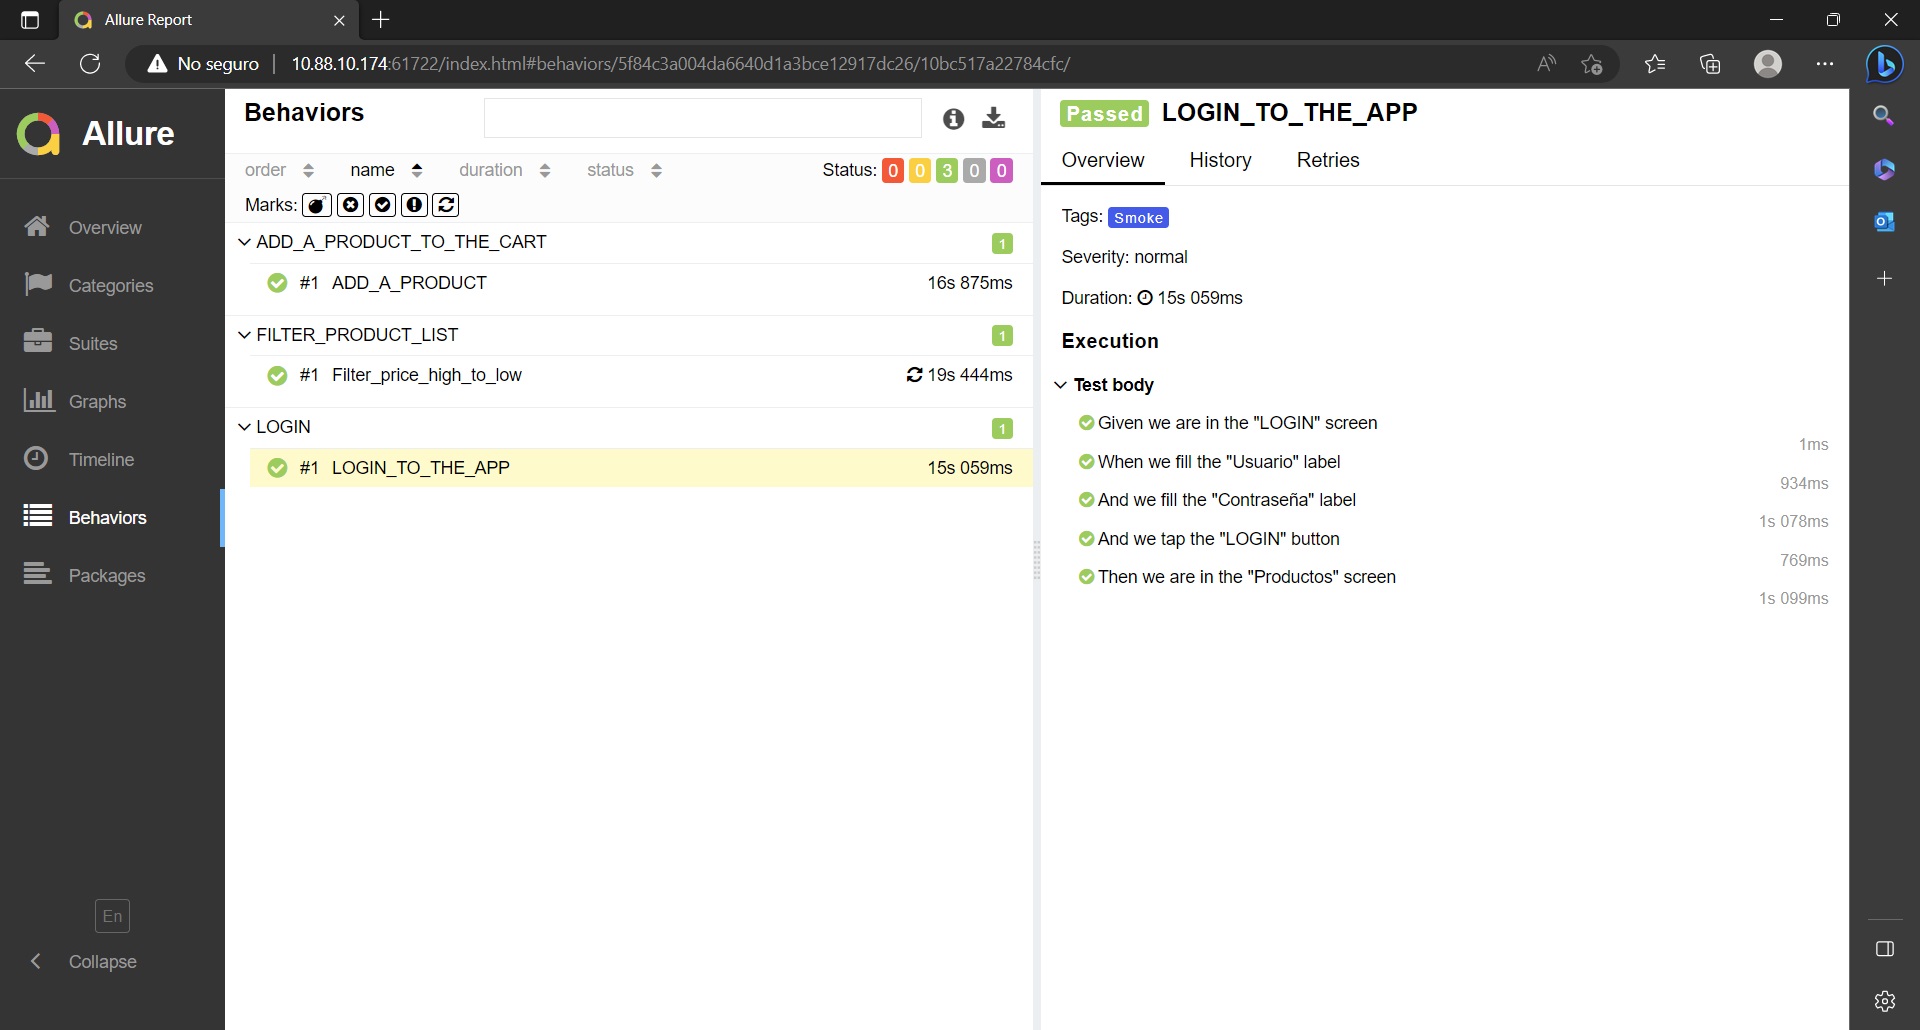 Allure Report
No seguro
10.88.10.174:61722/index.html#behaviors/5f84c3a004da6640d1a3bce12917dc26/10bc517a22784cfc/
Allure
Overview
Categories
Suites
Graphs
Timeline
Behaviors
Packages
En
Collapse
Behaviors
order name duration status Status: 0 0 3 0 0
Marks:
ADD_A_PRODUCT_TO_THE_CART 1
#1 ADD_A_PRODUCT 16s 875ms
FILTER_PRODUCT_LIST 1
#1 Filter_price_high_to_low 19s 444ms
LOGIN 1
#1 LOGIN_TO_THE_APP 15s 059ms
Passed LOGIN_TO_THE_APP
Overview History Retries
Tags: Smoke
Severity: normal
Duration: 15s 059ms
Execution
Test body
Given we are in the "LOGIN" screen
1ms
When we fill the "Usuario" label
934ms
And we fill the "Contraseña" label
1s 078ms
And we tap the "LOGIN" button
769ms
Then we are in the "Productos" screen
1s 099ms